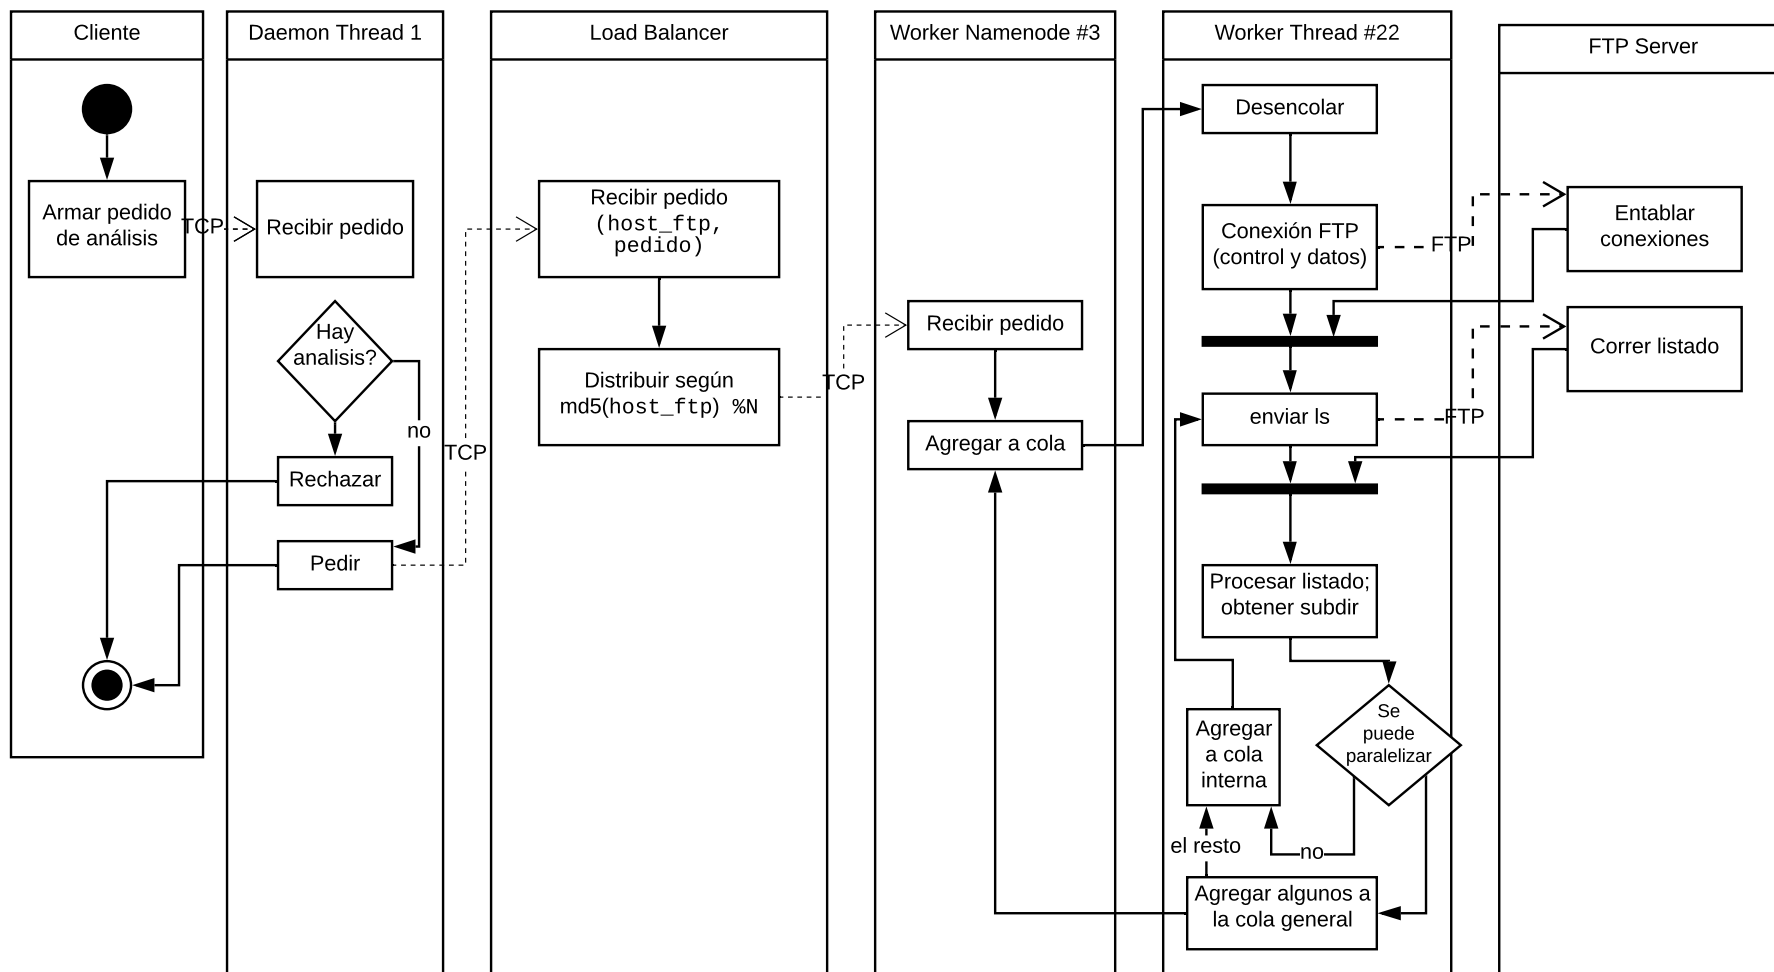 Cliente
Daemon Thread 1
Load Balancer
Worker Namenode #3
Worker Thread #22
FTP Server
Armar pedido
de análisis
TCP
Recibir pedido
Hay
analisis?
no
Rechazar
Pedir
TCP
Recibir pedido
(host_ftp,
pedido)
Distribuir según
md5(host_ftp) %N
TCP
Recibir pedido
Agregar a cola
Desencolar
Conexión FTP
(control y datos)
FTP
Entablar
conexiones
enviar ls
FTP
Correr listado
Procesar listado;
obtener subdir
Se
puede
paralelizar
Agregar
a cola
interna
el resto
no
Agregar algunos a
la cola general